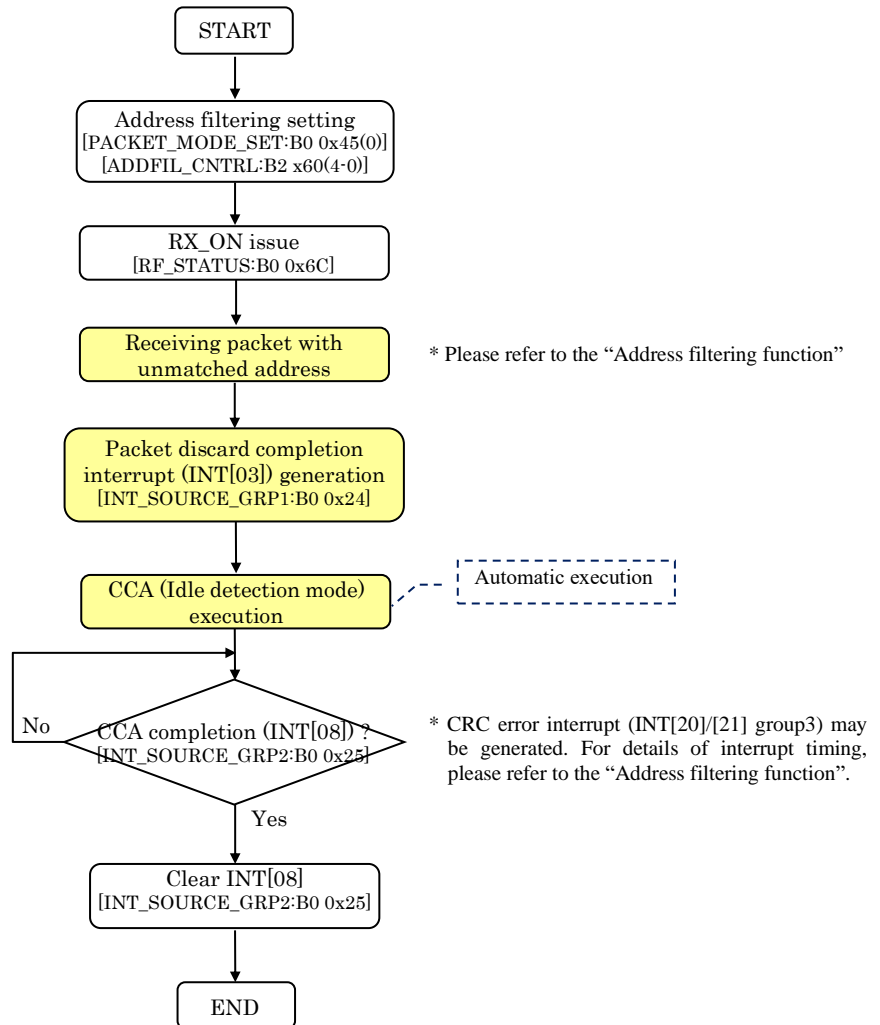 START
Address filtering setting
[PACKET_MODE_SET:B0 0x45(0)]
[ADDFIL_CNTRL:B2 x60(4-0)]
RX_ON issue
[RF_STATUS:B0 0x6C]
Receiving packet with
unmatched address
* Please refer to the “Address filtering function”
Packet discard completion
interrupt (INT[03]) generation
[INT_SOURCE_GRP1:B0 0x24]
CCA (Idle detection mode)
execution
Automatic execution
No
CCA completion (INT[08]) ?
[INT_SOURCE_GRP2:B0 0x25]
* CRC error interrupt (INT[20]/[21] group3) may
be generated. For details of interrupt timing,
please refer to the “Address filtering function”.
Yes
Clear INT[08]
[INT_SOURCE_GRP2:B0 0x25]
END